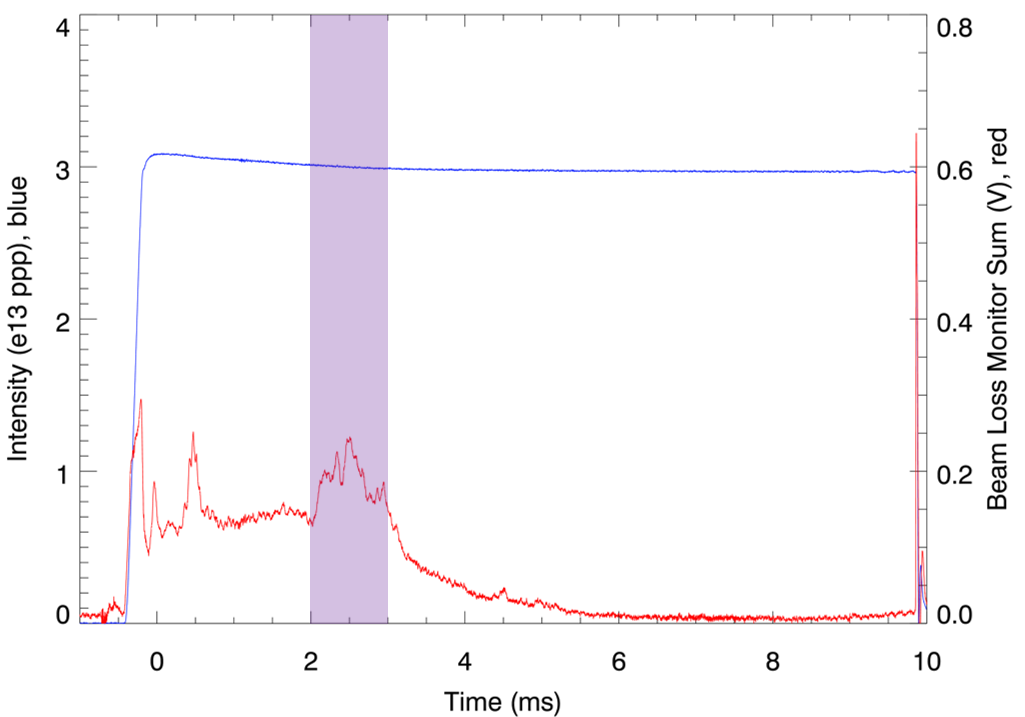 Intensity (e13 ppp), blue
4
3
2
1
0
0.8
0.6
0.4
0.2
0.0
Beam Loss Monitor Sum (V), red
0 2 4 6 8 10
Time (ms)